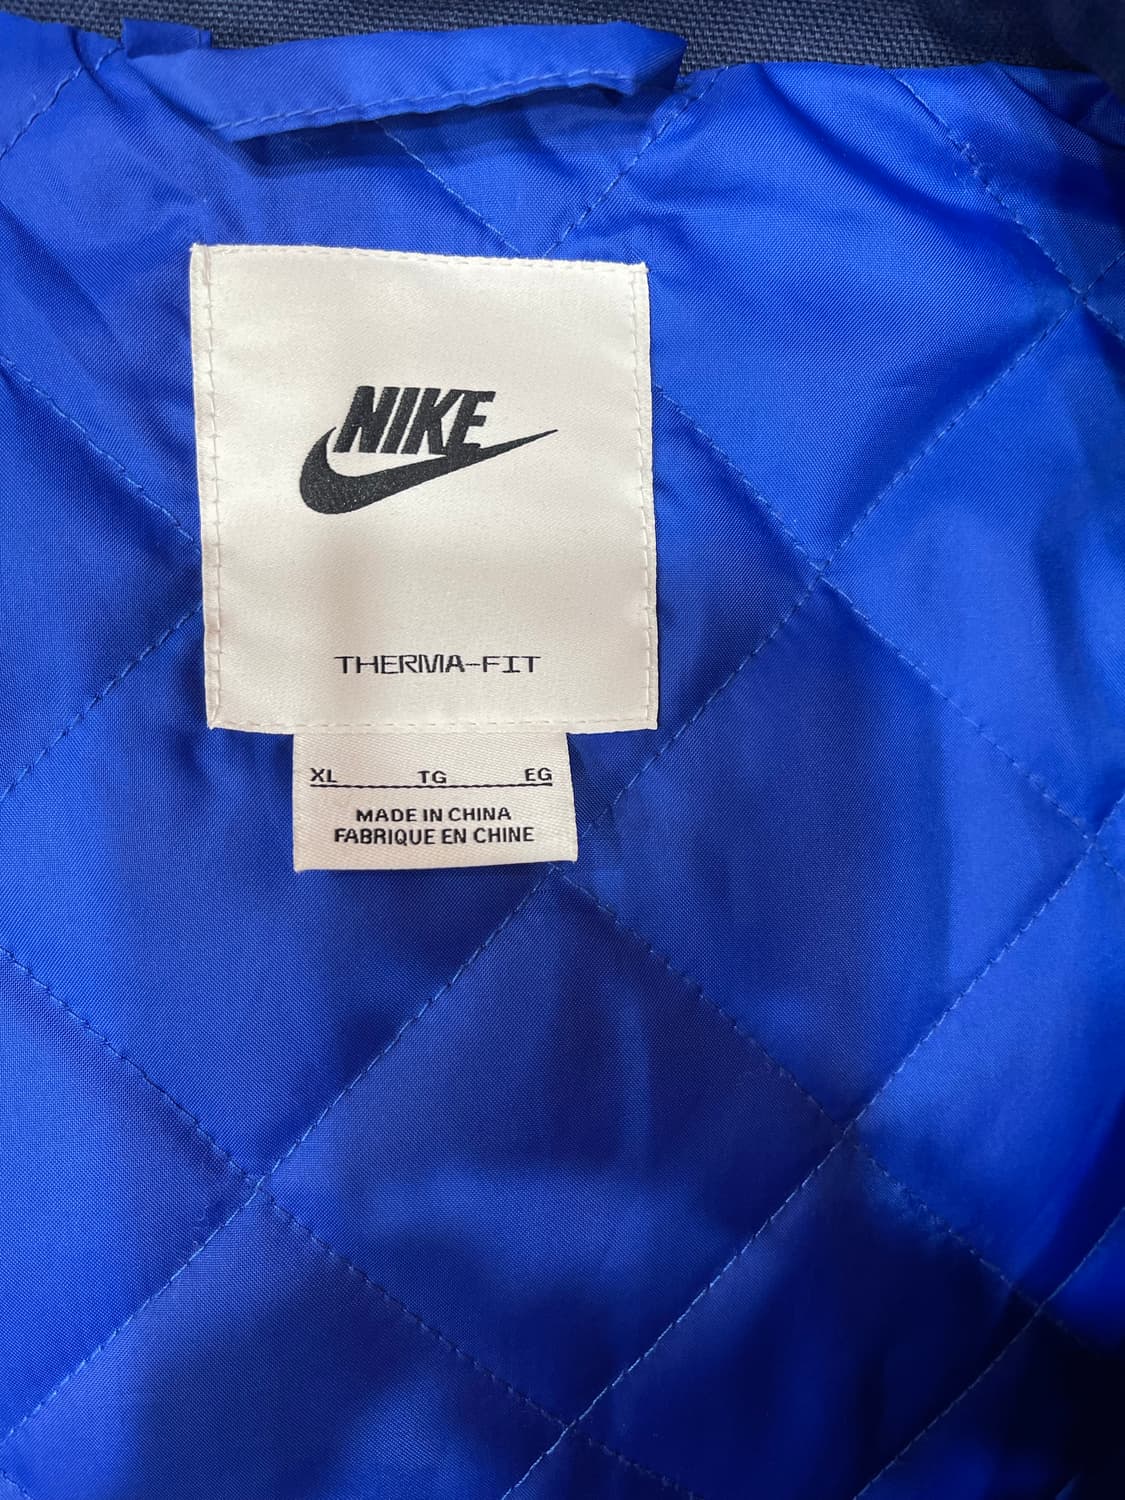 NIKE
THERMA-FIT
XL TG EG
MADE IN CHINA
FABRIQUE EN CHINE